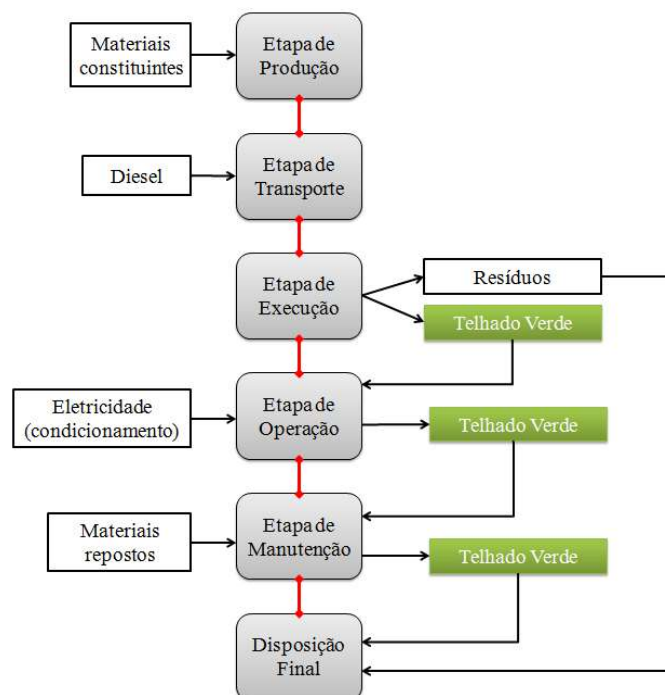 Materiais
constituintes
Etapa de
Produção
Diesel
Etapa de
Transporte
Etapa de
Execução
Resíduos
Telhado Verde
Eletricidade
(condicionamento)
Etapa de
Operação
Telhado Verde
Materiais
repostos
Etapa de
Manutenção
Telhado Verde
Disposição
Final